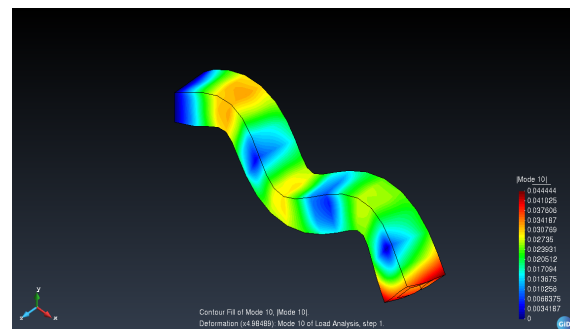 |Mode 10|
0.044444
0.041025
0.037606
0.034187
0.030769
0.02735
0.023931
0.020512
0.017094
0.013675
0.010256
0.0068375
0.0034187
0
y
z x
Contour Fill of Mode 10, |Mode 10|.
Deformation (x4.98489): Mode 10 of Load Analysis, step 1.
GiD